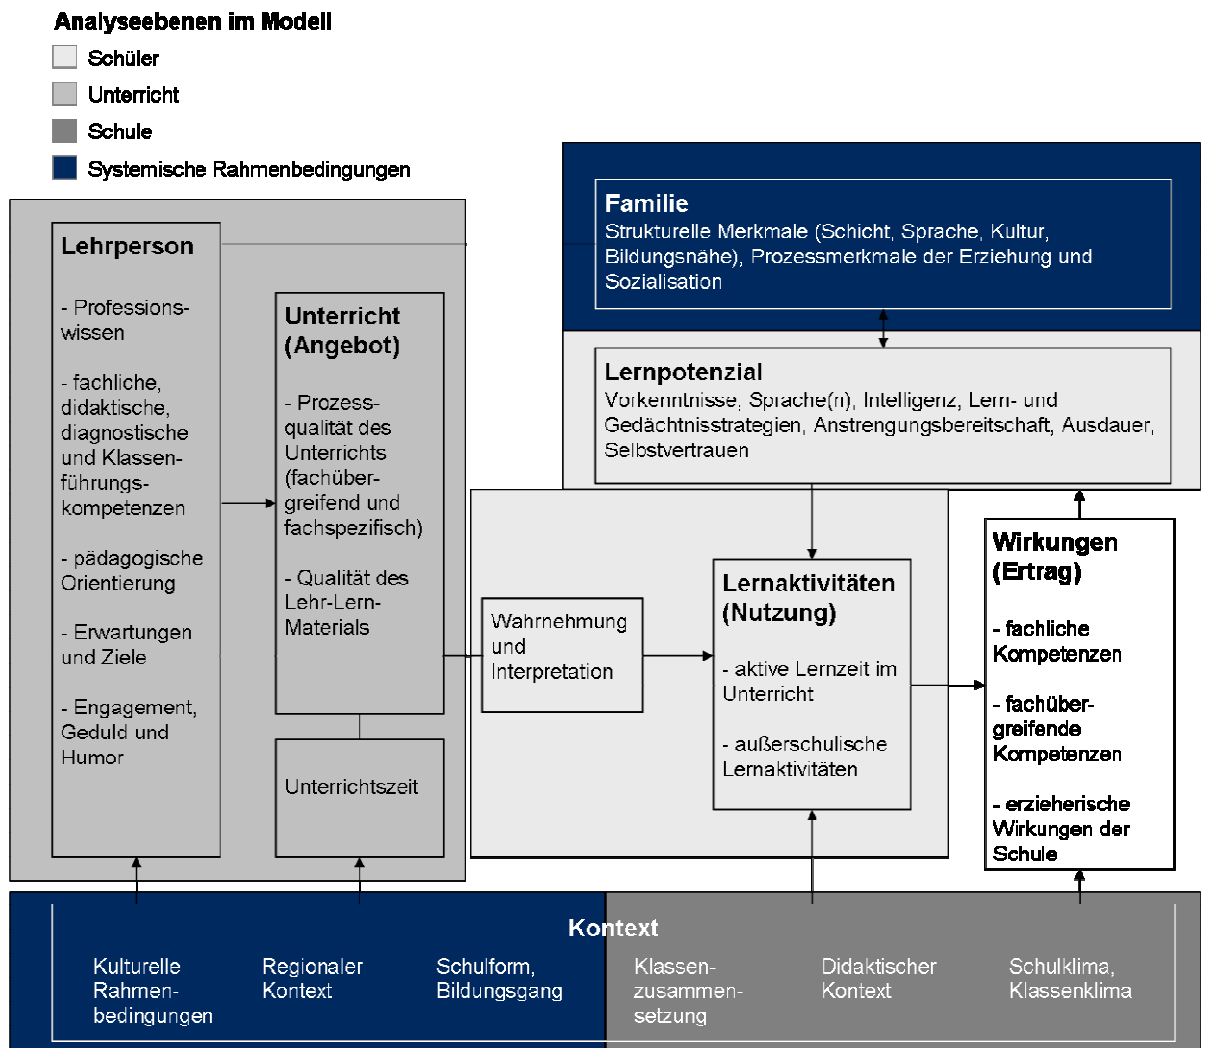 Analyseebenen im Modell
Schüler
Unterricht
Schule
Systemische Rahmenbedingungen
Lehrperson
- Professions-
wissen
- fachliche,
didaktische,
diagnostische
und Klassen-
führungs-
kompetenzen
- pädagogische
Orientierung
- Erwartungen
und Ziele
- Engagement,
Geduld und
Humor
Unterricht
(Angebot)
- Prozess-
qualität des
Unterrichts
(fachüber-
greifend und
fachspezifisch)
- Qualität des
Lehr-Lern-
Materials
Unterrichtszeit
Familie
Strukturelle Merkmale (Schicht, Sprache, Kultur,
Bildungsnähe), Prozessmerkmale der Erziehung und
Sozialisation
Lernpotenzial
Vorkenntnisse, Sprache(n), Intelligenz, Lern- und
Gedächtnisstrategien, Anstrengungsbereitschaft, Ausdauer,
Selbstvertrauen
Wahrnehmung
und
Interpretation
Lernaktivitäten
(Nutzung)
- aktive Lernzeit im
Unterricht
- außerschulische
Lernaktivitäten
Wirkungen
(Ertrag)
- fachliche
Kompetenzen
- fachüber-
greifende
Kompetenzen
- erzieherische
Wirkungen der
Schule
Kontext
Kulturelle
Rahmen-
bedingungen
Regionaler
Kontext
Schulform,
Bildungsgang
Klassen-
zusammen-
setzung
Didaktischer
Kontext
Schulklima,
Klassenklima